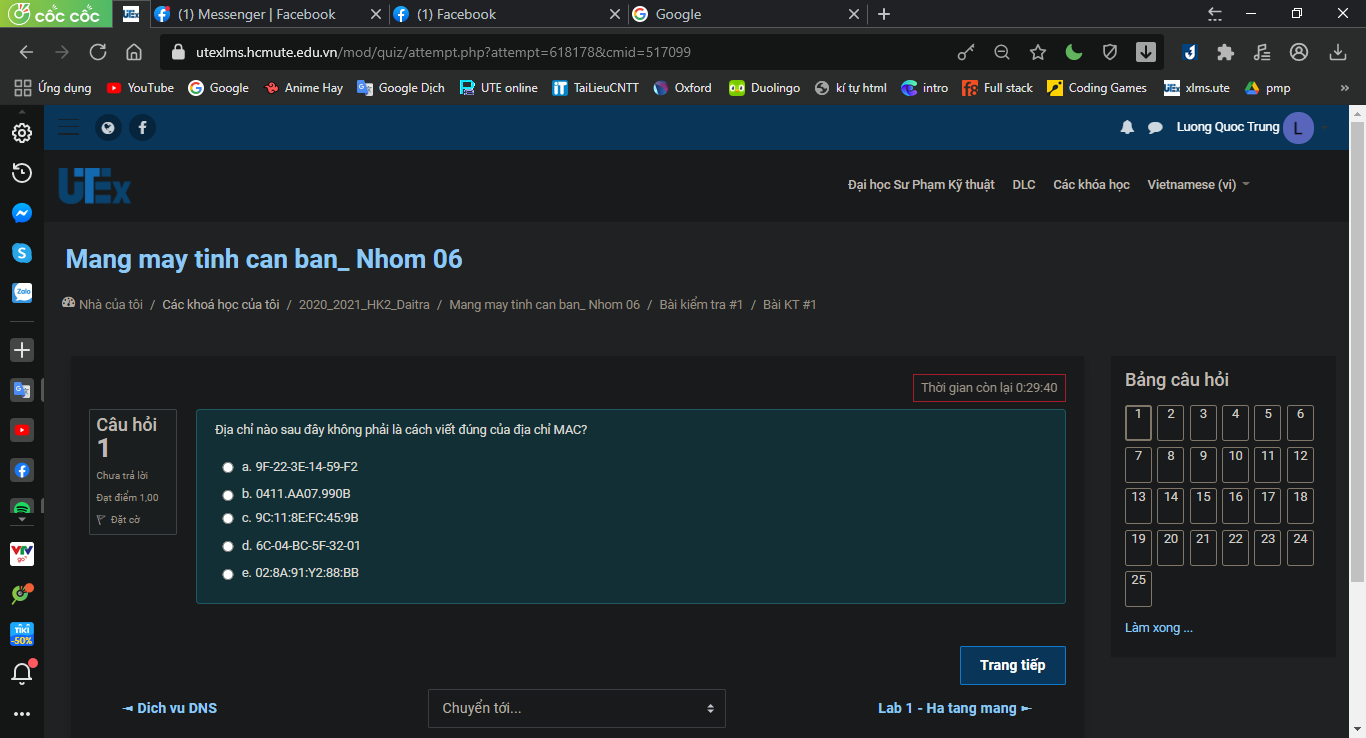 cốc cốc
UTEx
(1) Messenger | Facebook
(1) Facebook
Google
utexlms.hcmute.edu.vn/mod/quiz/attempt.php?attempt=618178&cmid=517099
Ứng dụng
YouTube
Google
Anime Hay
Google Dịch
UTE online
TaiLieuCNTT
Oxford
Duolingo
kí tự html
intro
Full stack
Coding Games
xlms.ute
pmp
»
Luong Quoc Trung
L
UTEx
Đại học Sư Phạm Kỹ thuật
DLC
Các khóa học
Vietnamese (vi)
Mang may tinh can ban_ Nhom 06
Nhà của tôi / Các khoá học của tôi / 2020_2021_HK2_Daitra / Mang may tinh can ban_ Nhom 06 / Bài kiểm tra #1 / Bài KT #1
Thời gian còn lại 0:29:40
Câu hỏi
1
Chưa trả lời
Đạt điểm 1,00
Đặt cờ
Địa chỉ nào sau đây không phải là cách viết đúng của địa chỉ MAC?
a. 9F-22-3E-14-59-F2
b. 0411.AA07.990B
c. 9C:11:8E:FC:45:9B
d. 6C-04-BC-5F-32-01
e. 02:8A:91:Y2:88:BB
Trang tiếp
◄ Dich vu DNS
Chuyển tới...
Lab 1 - Ha tang mang ►
Bảng câu hỏi
1 2 3 4 5 6
7 8 9 10 11 12
13 14 15 16 17 18
19 20 21 22 23 24
25
Làm xong ...
Zalo
VTV
go
TIKI
-50%